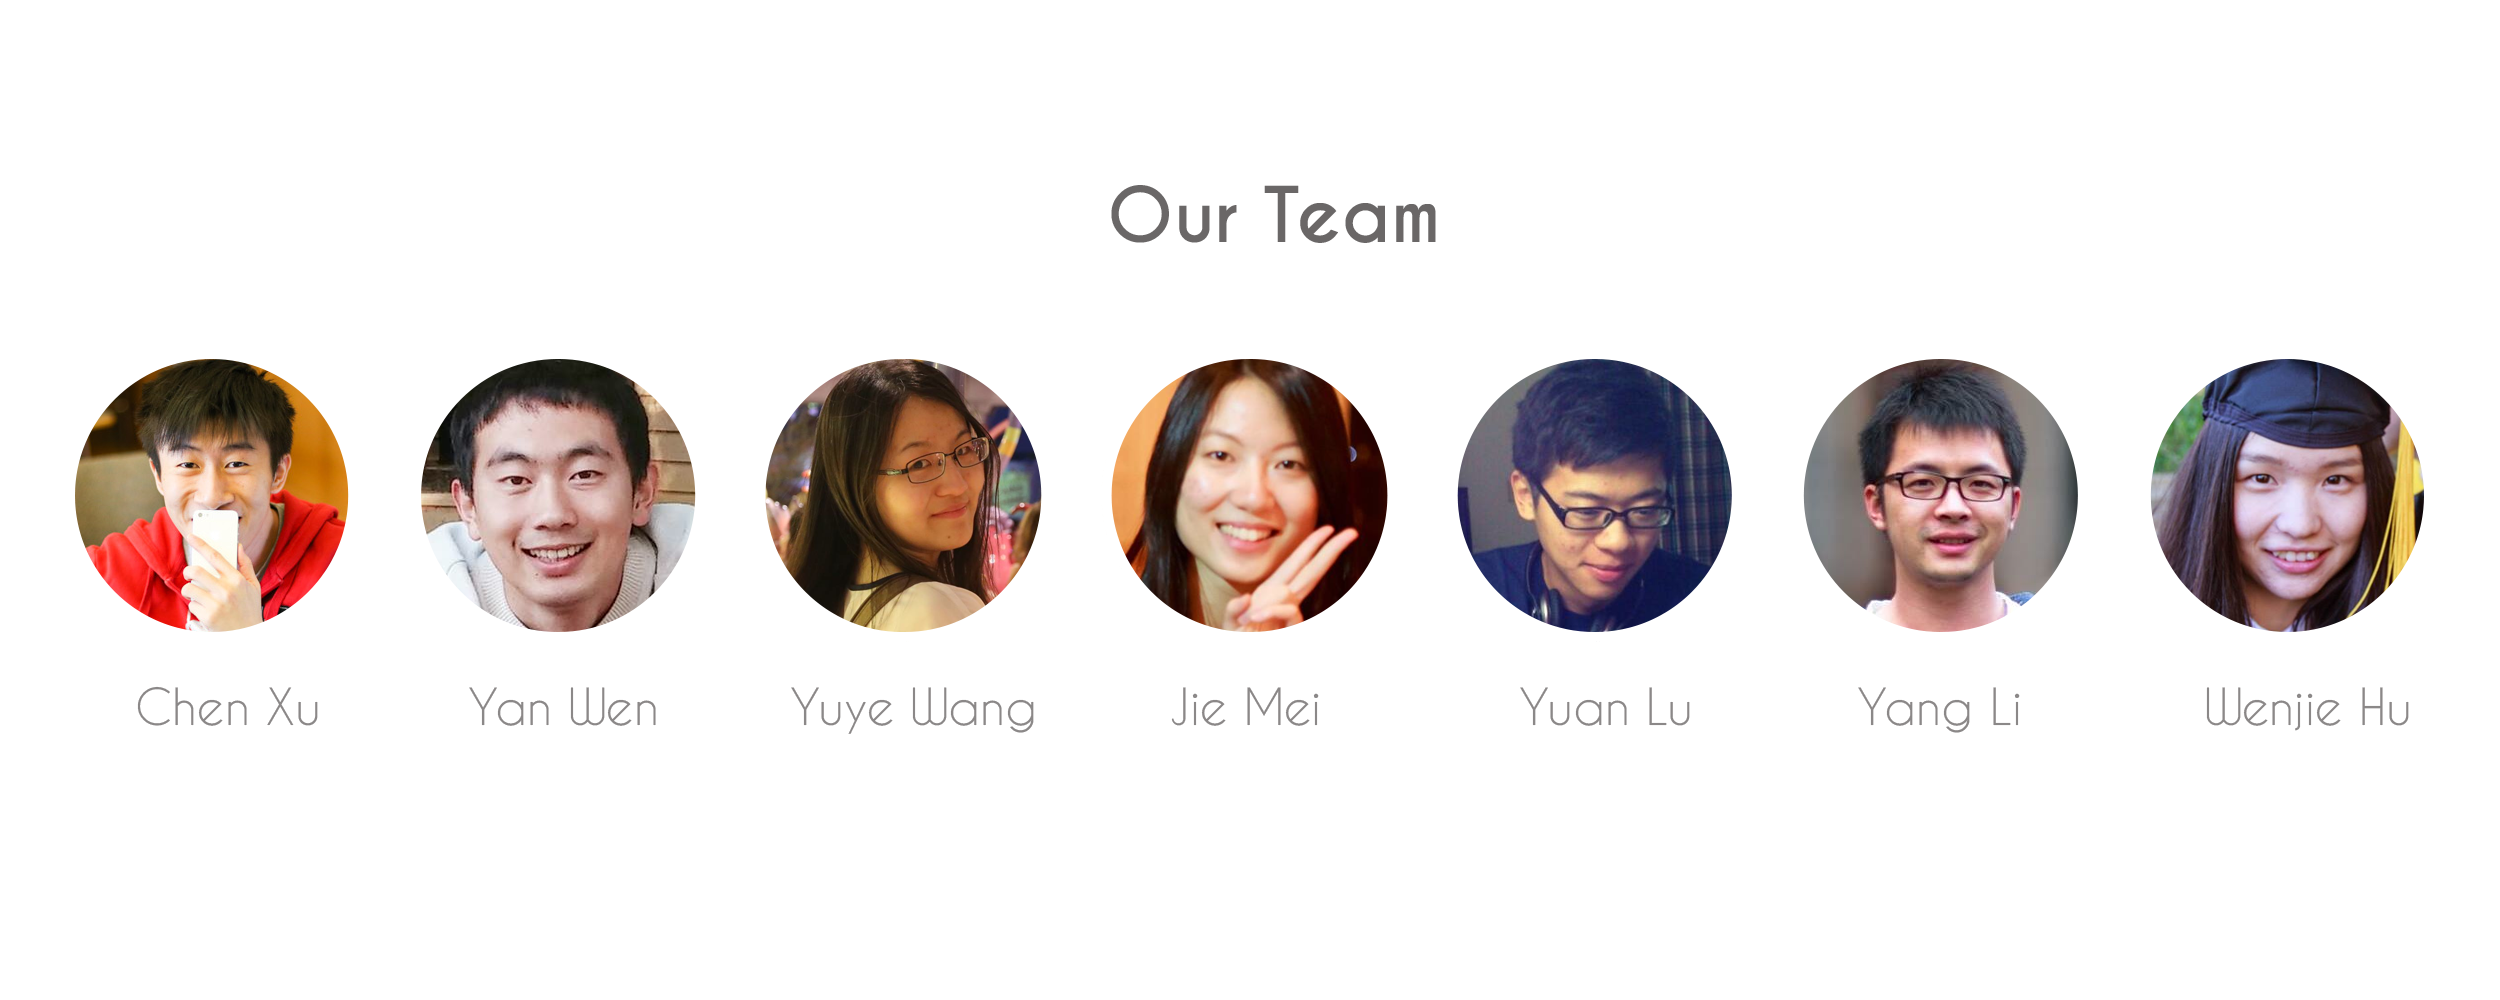 Our Team
Chen Xu
Yan Wen
Yuye Wang
Jie Mei
Yuan Lu
Yang Li
Wenjie Hu